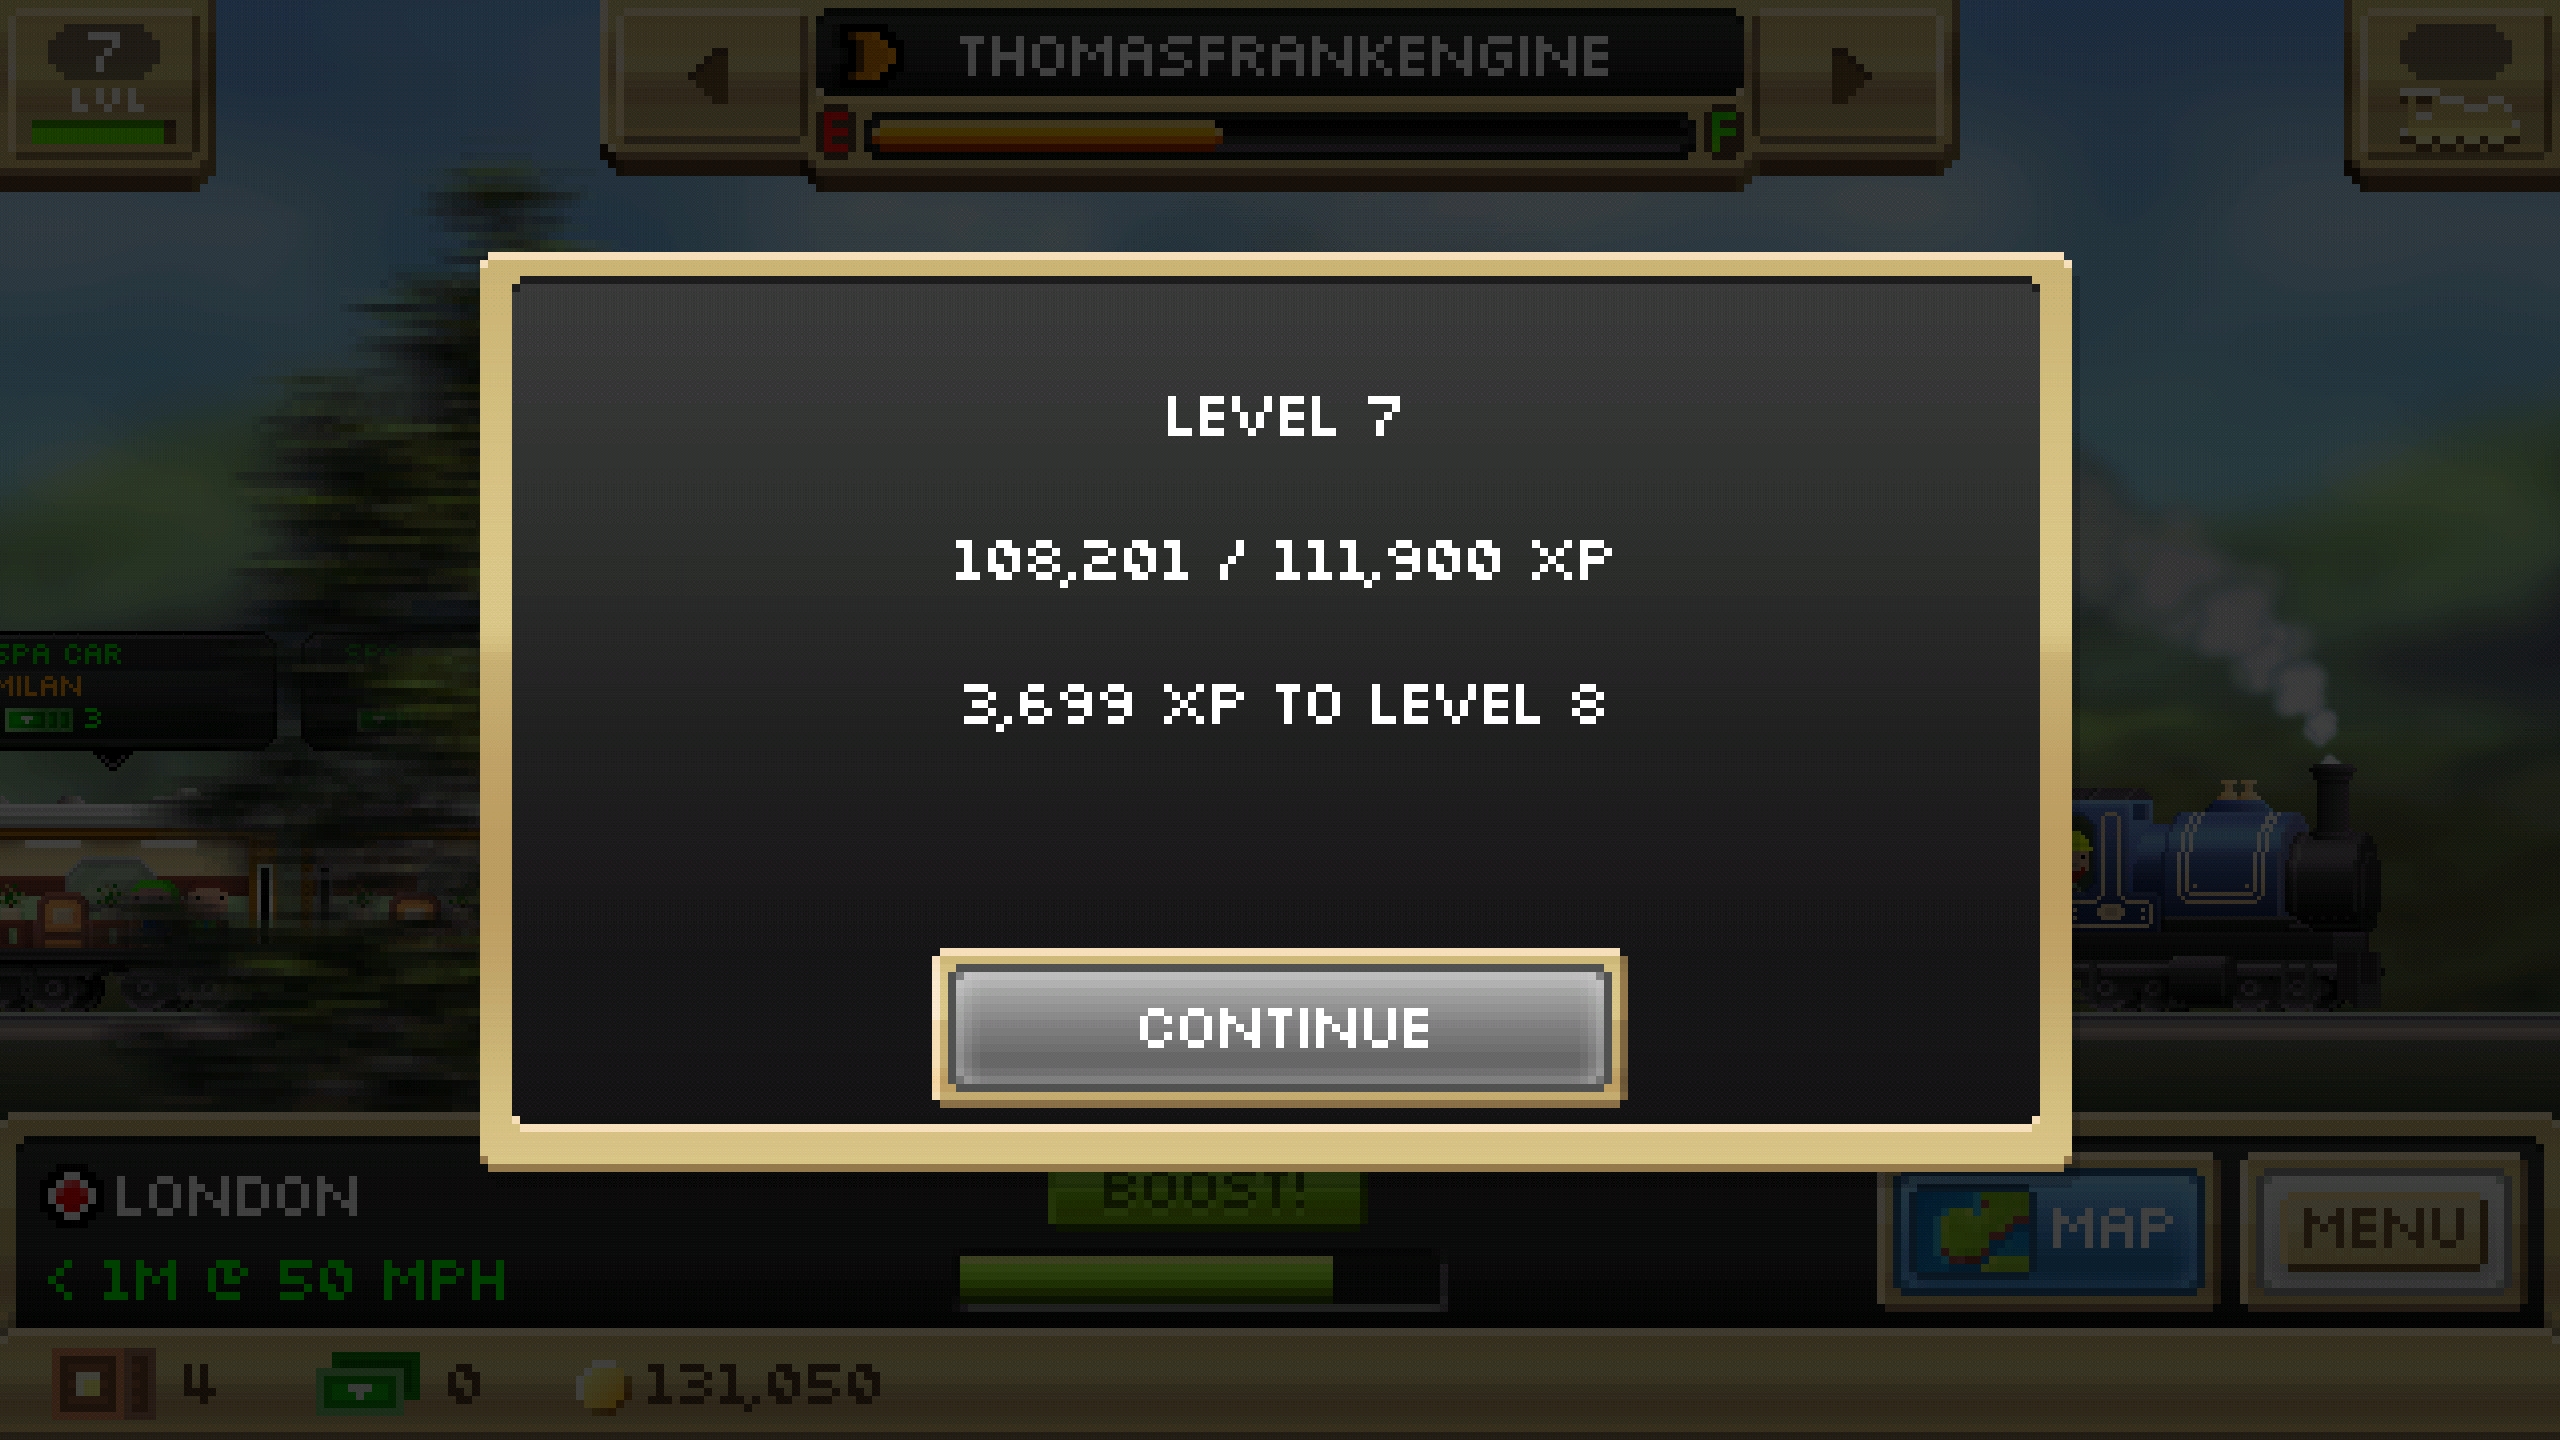 7
LVL
THOMASFRANKENGINE
E
F
LEVEL 7
108,201 / 111,900 XP
3,699 XP TO LEVEL 8
SPA CAR
MILAN
3
CONTINUE
LONDON
< 1M @ 50 MPH
BOOST!
MAP
MENU
4
0
131,050